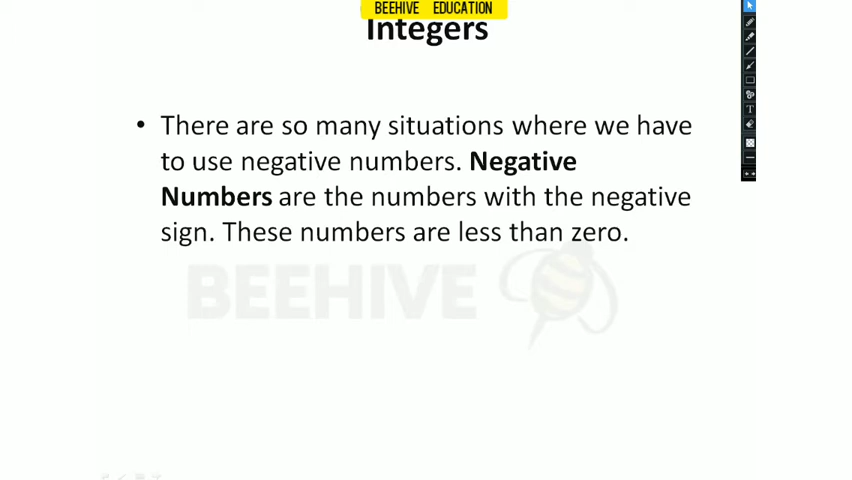 BEEHIVE EDUCATION
Integers
• There are so many situations where we have
to use negative numbers. Negative
Numbers are the numbers with the negative
sign. These numbers are less than zero.
BEEHIVE